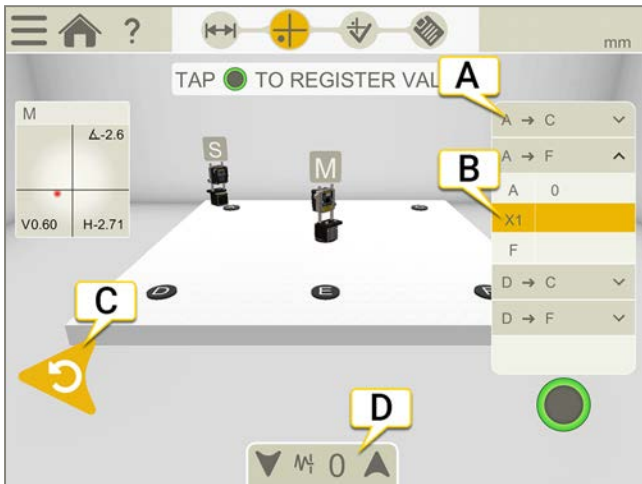 ?
mm
TAP TO REGISTER VAL
A
A → C
M
∡-2.6
V0.60 H-2.71
S
M
A → F
B
A 0
X1
F
D → C
D → F
D
E
F
C
D
0